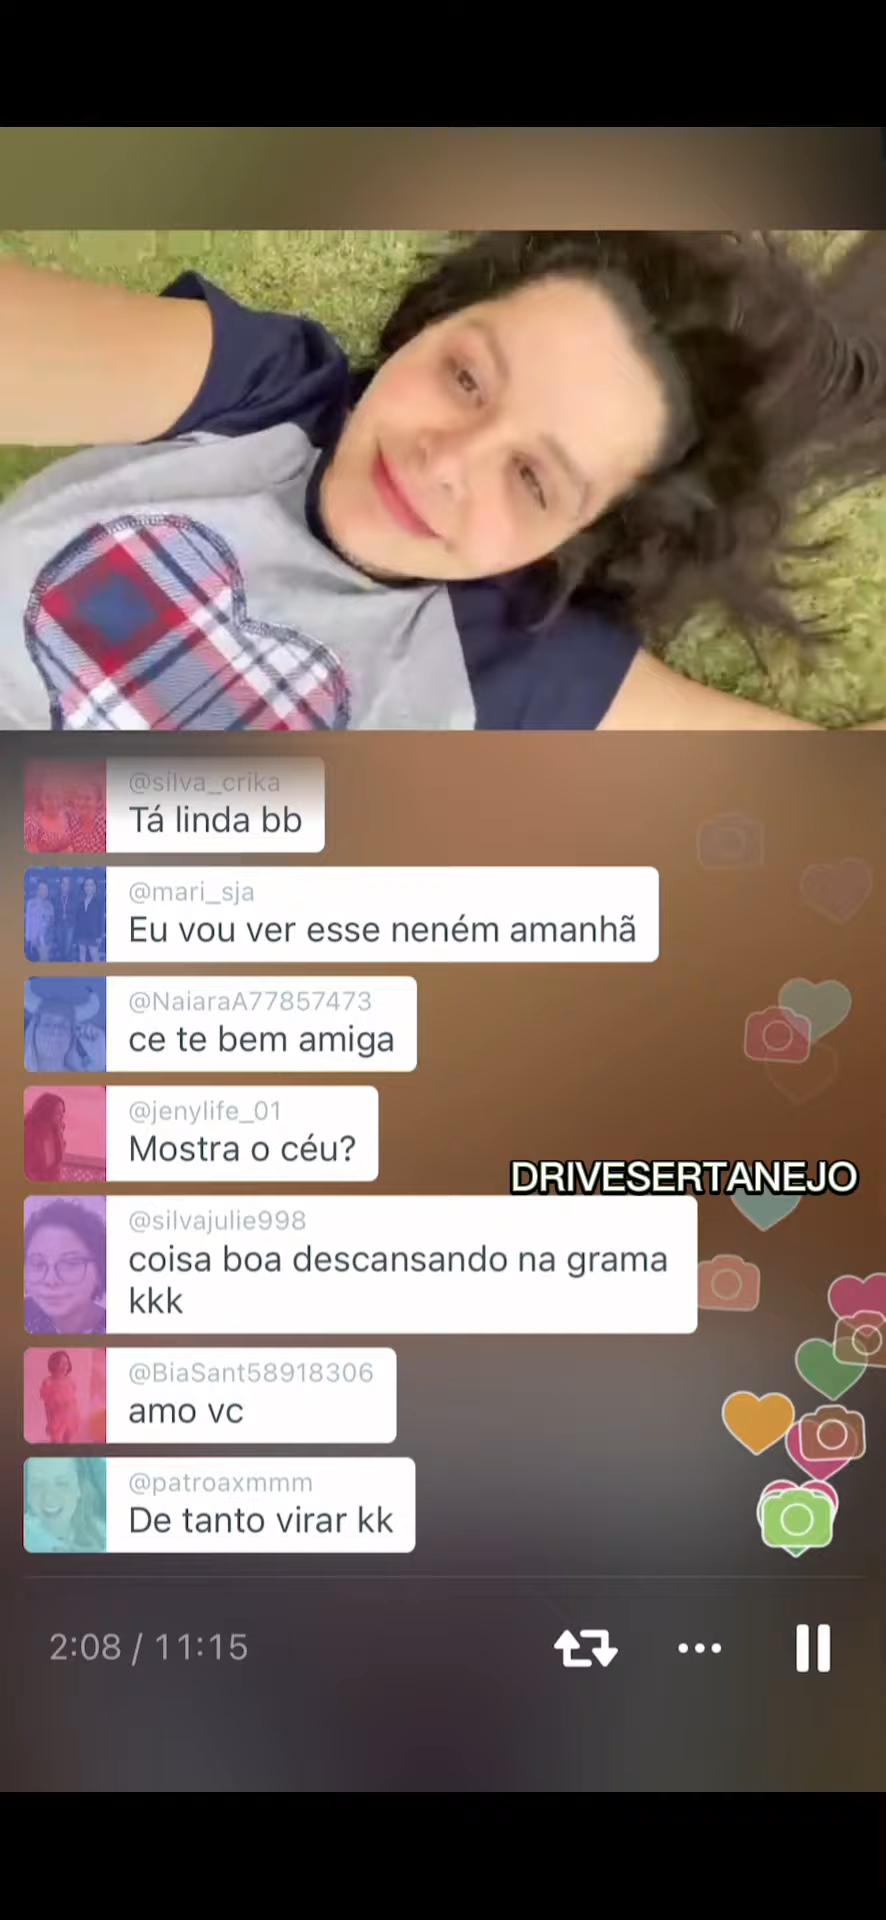 @silva_crika
Tá linda bb
@mari_sja
Eu vou ver esse neném amanhã
@NaiaraA77857473
ce te bem amiga
@jenylife_01
Mostra o céu?
DRIVESERTANEJO
@silvajulie998
coisa boa descansando na grama
kkk
@BiaSant58918306
amo vc
@patroaxmmm
De tanto virar kk
2:08 / 11:15